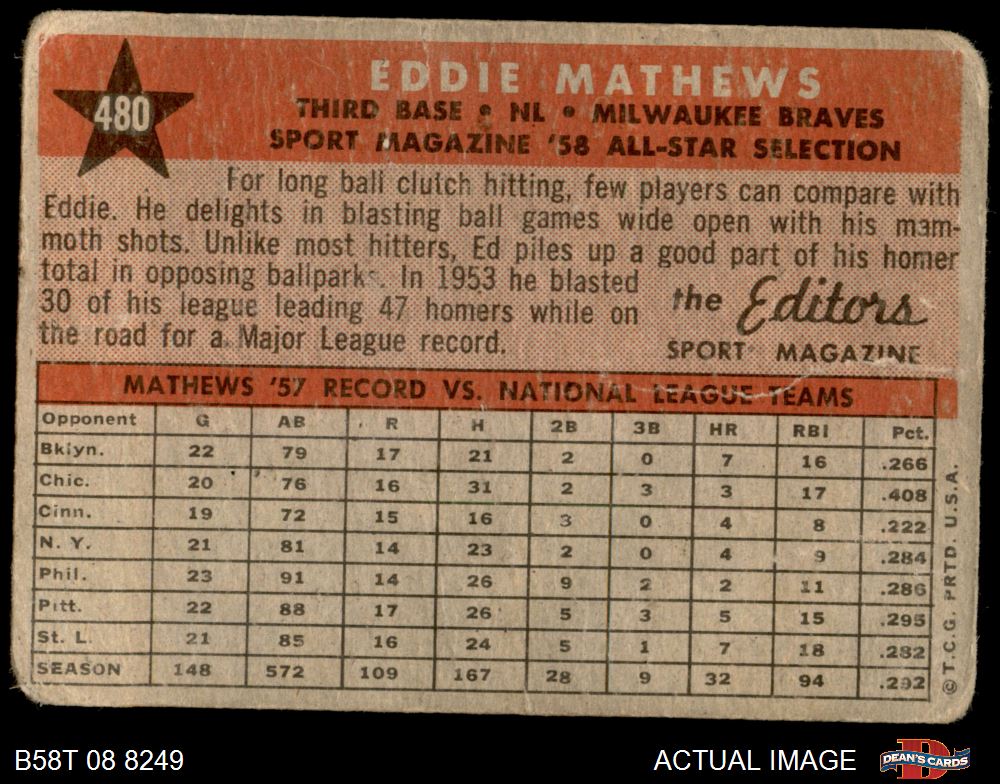 480
EDDIE MATHEWS
THIRD BASE • NL • MILWAUKEE BRAVES
SPORT MAGAZINE '58 ALL-STAR SELECTION
For long ball clutch hitting, few players can compare with
Eddie. He delights in blasting ball games wide open with his mam-
moth shots. Unlike most hitters, Ed piles up a good part of his homer
total in opposing ballparks. In 1953 he blasted
30 of his league leading 47 homers while on
the road for a Major League record.
the Editors
SPORT MAGAZINE
MATHEWS '57 RECORD VS. NATIONAL LEAGUE TEAMS
Opponent G AB R H 2B 3B HR RBI Pct.
Bklyn. 22 79 17 21 2 0 7 16 .266
Chic. 20 76 16 31 2 3 3 17 .408
Cinn. 19 72 15 16 3 0 4 8 .222
N. Y. 21 81 14 23 2 0 4 9 .284
Phil. 23 91 14 26 9 2 2 11 .286
Pitt. 22 88 17 26 5 3 5 15 .295
St. L. 21 85 16 24 5 1 7 18 .282
SEASON 148 572 109 167 28 9 32 94 .292
© T.C.G. PRTD. U.S.A.
B58T 08 8249
ACTUAL IMAGE
DEAN'S CARDS